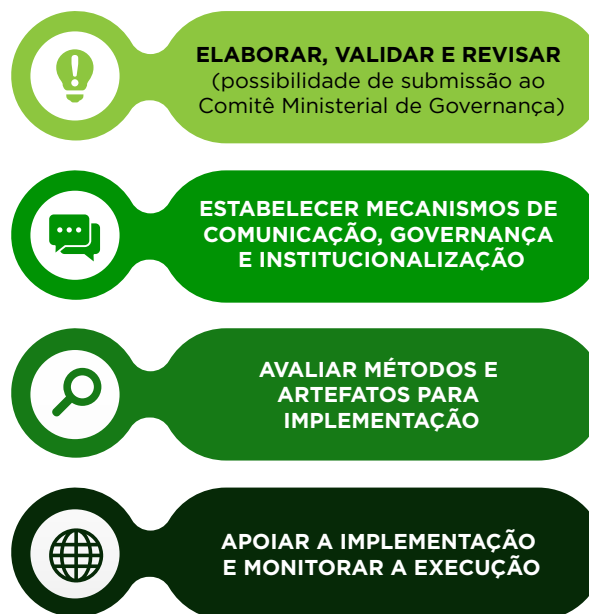 ELABORAR, VALIDAR E REVISAR
(possibilidade de submissão ao
Comitê Ministerial de Governança)
ESTABELECER MECANISMOS DE
COMUNICAÇÃO, GOVERNANÇA
E INSTITUCIONALIZAÇÃO
AVALIAR MÉTODOS E
ARTEFATOS PARA
IMPLEMENTAÇÃO
APOIAR A IMPLEMENTAÇÃO
E MONITORAR A EXECUÇÃO